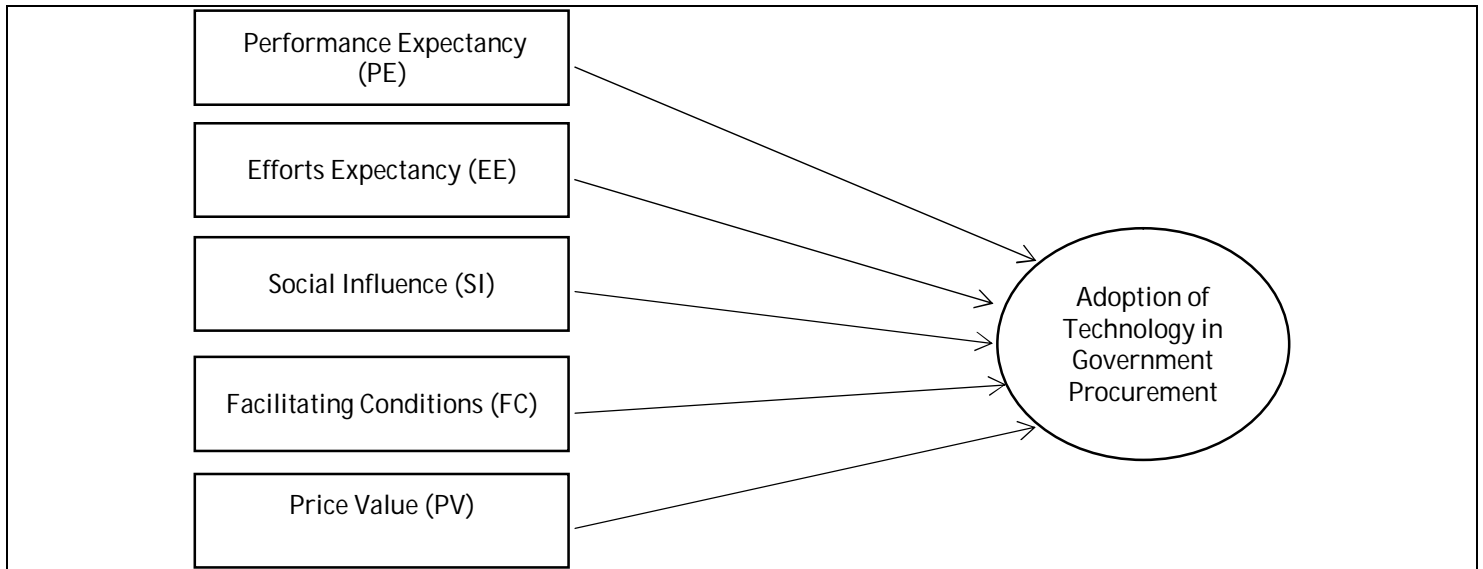 Performance Expectancy
(PE)
Efforts Expectancy (EE)
Social Influence (SI)
Facilitating Conditions (FC)
Price Value (PV)
Adoption of
Technology in
Government
Procurement